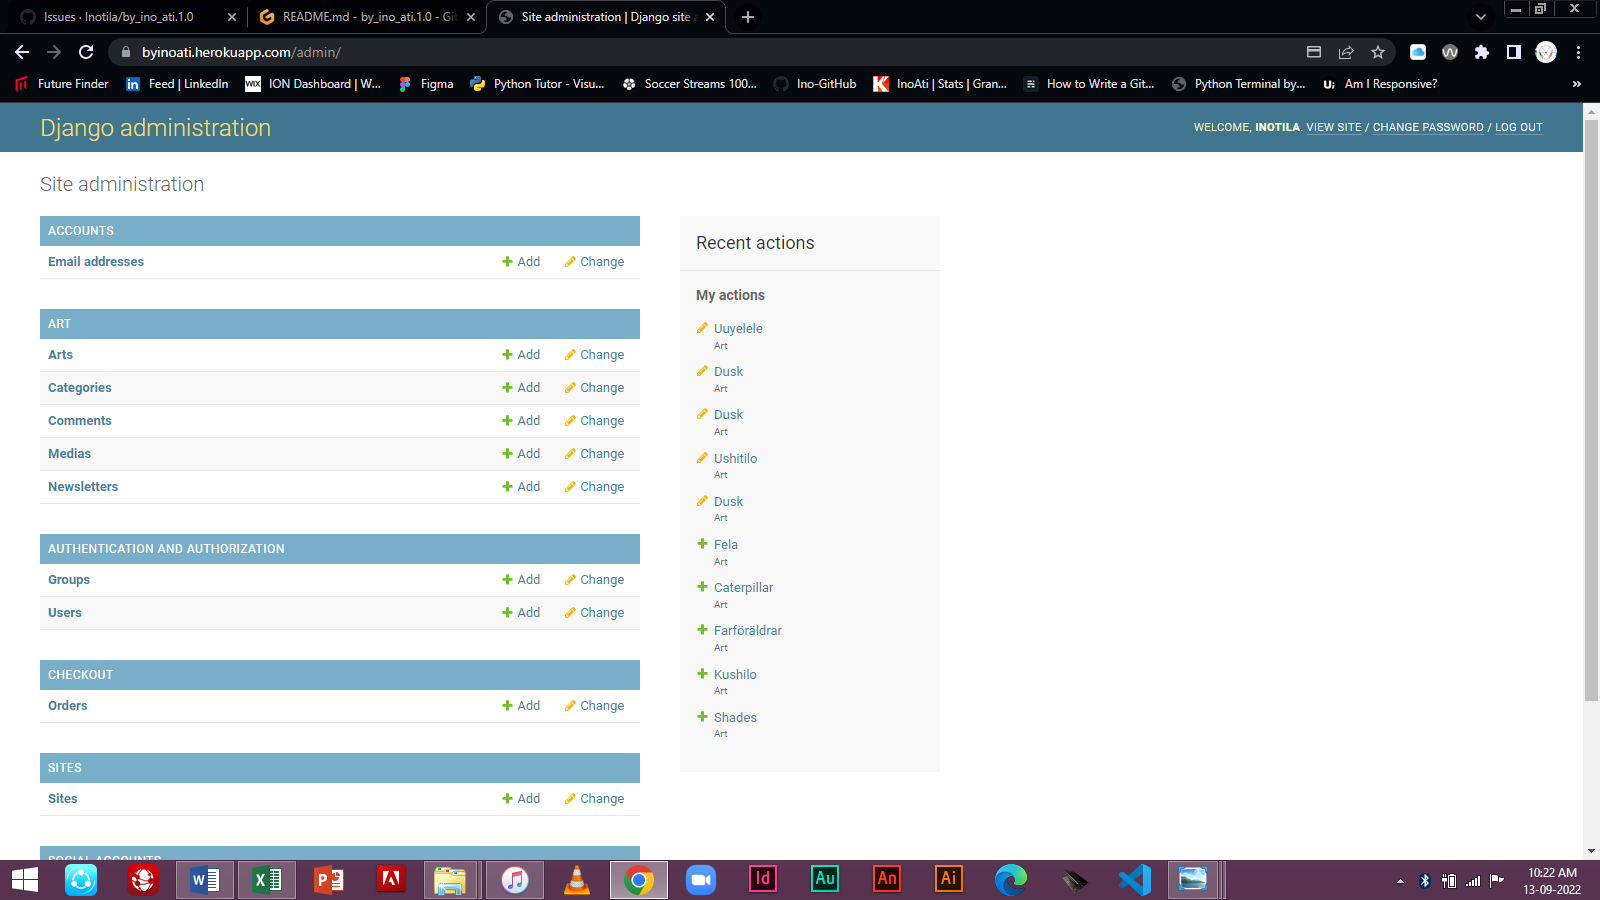 Issues · Inotila/by_ino_ati.1.0
README.md - by_ino_ati.1.0 - Git
Site administration | Django site a
byinoati.herokuapp.com/admin/
Future Finder
Feed | LinkedIn
WIX ION Dashboard | W...
Figma
Python Tutor - Visu...
Soccer Streams 100...
Ino-GitHub
InoAti | Stats | Gran...
How to Write a Git...
Python Terminal by...
Am I Responsive?
»
Django administration
WELCOME, INOTILA. VIEW SITE / CHANGE PASSWORD / LOG OUT
Site administration
ACCOUNTS
Email addresses Add Change
ART
Arts Add Change
Categories Add Change
Comments Add Change
Medias Add Change
Newsletters Add Change
AUTHENTICATION AND AUTHORIZATION
Groups Add Change
Users Add Change
CHECKOUT
Orders Add Change
SITES
Sites Add Change
SOCIAL ACCOUNTS
Recent actions
My actions
Uuyelele
Art
Dusk
Art
Dusk
Art
Ushitilo
Art
Dusk
Art
Fela
Art
Caterpillar
Art
Farföräldrar
Art
Kushilo
Art
Shades
Art
Id
Au
An
Ai
10:22 AM
13-09-2022